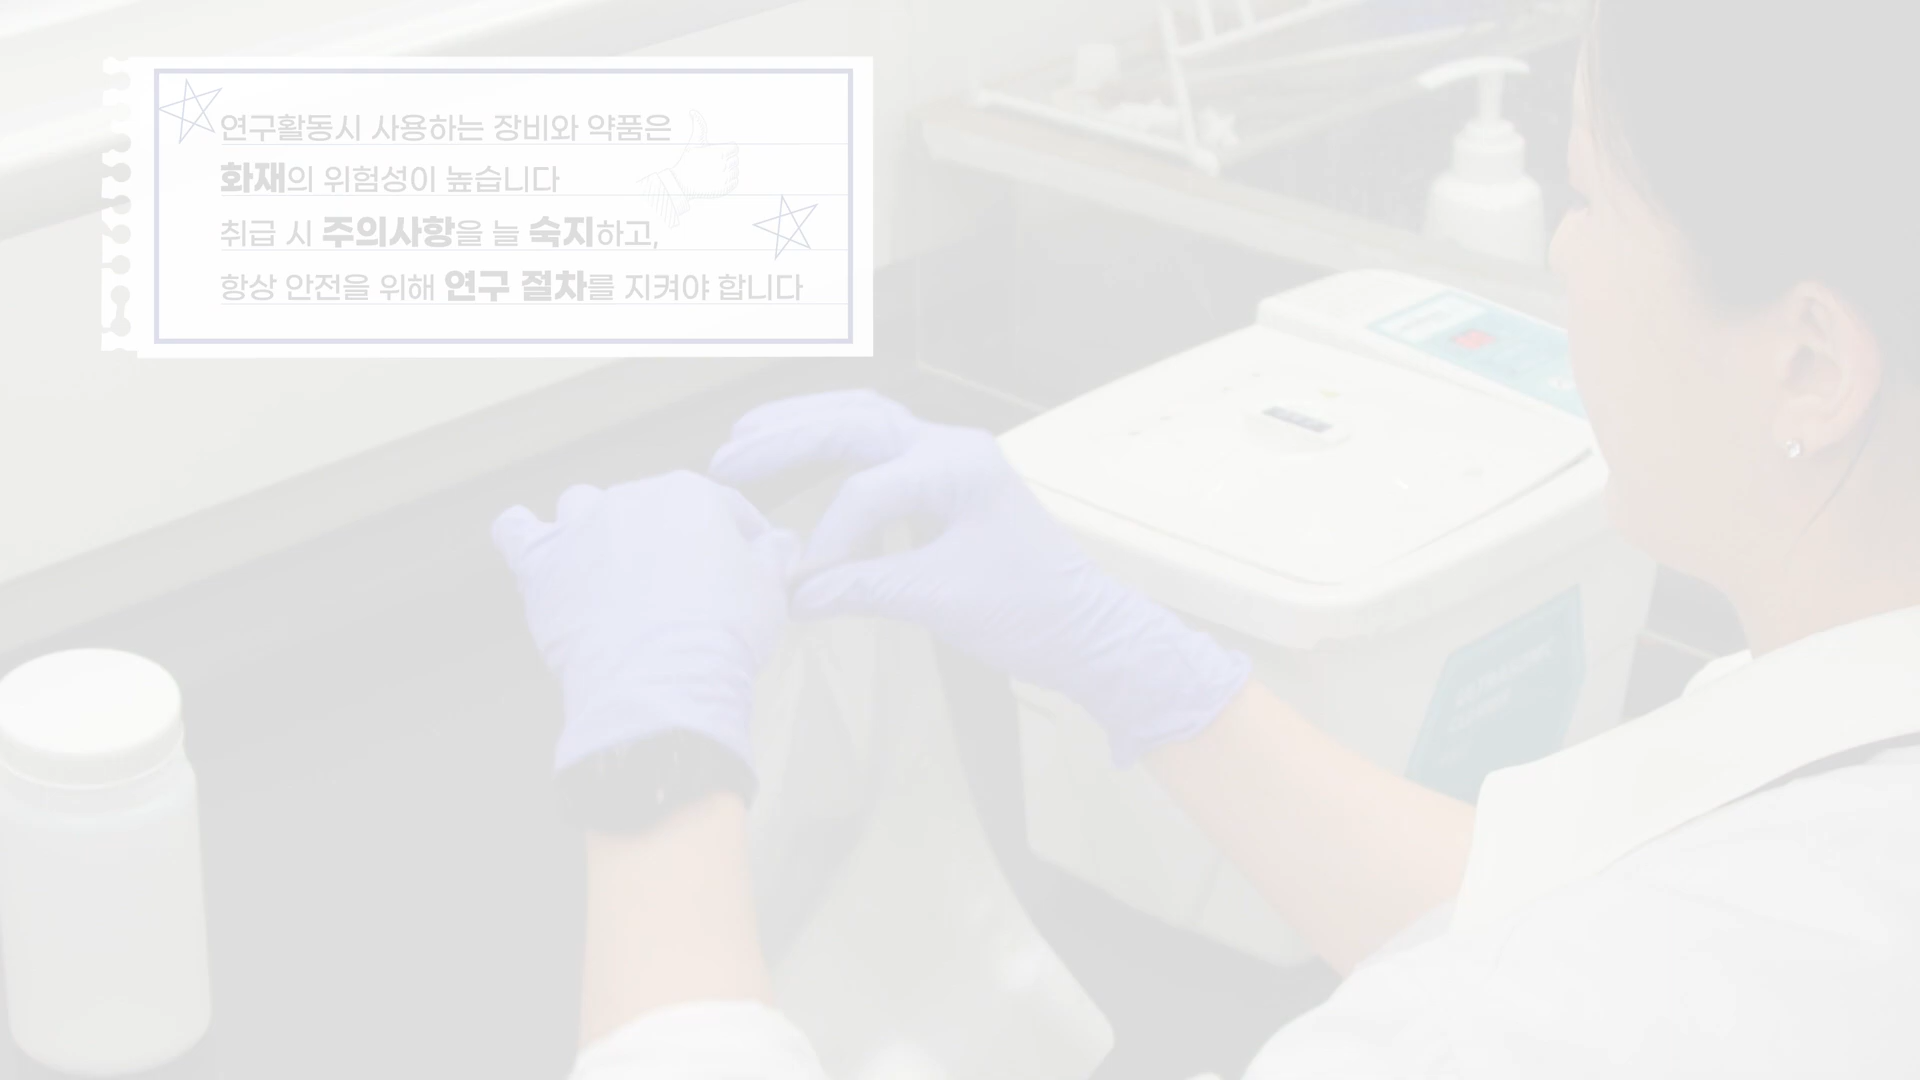 연구활동시 사용하는 장비와 약품은
화재의 위험성이 높습니다
취급 시 주의사항을 늘 숙지하고,
항상 안전을 위해 연구 절차를 지켜야 합니다